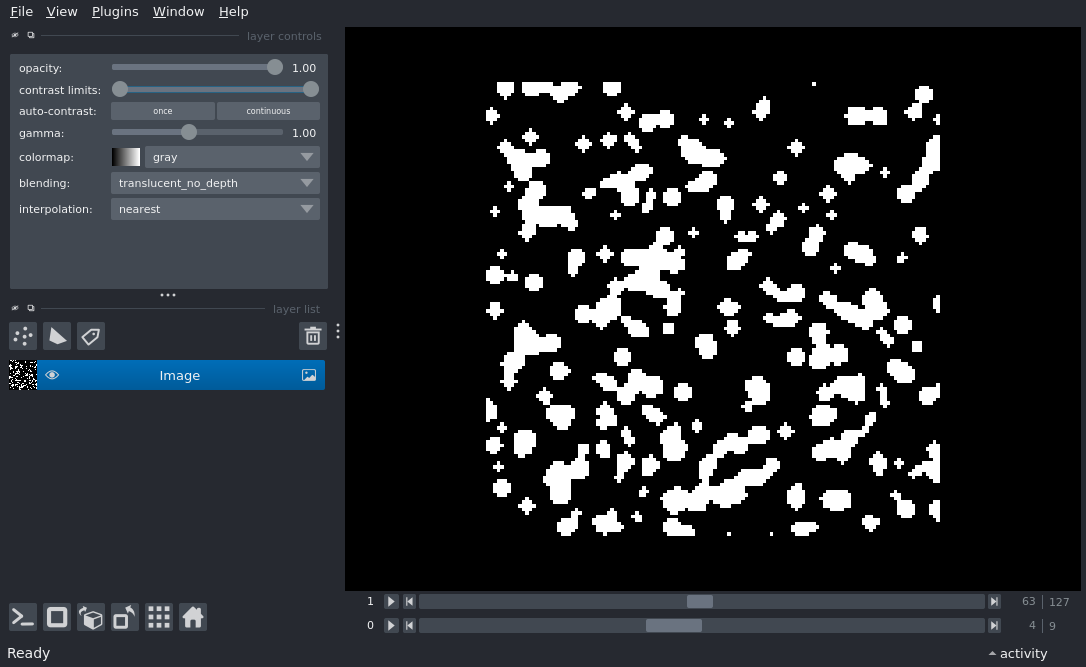 File View Plugins Window Help
layer controls
opacity: 1.00
contrast limits:
auto-contrast: once continuous
gamma: 1.00
colormap: gray
blending: translucent_no_depth
interpolation: nearest
layer list
Image
1 63 127
0 4 9
Ready activity